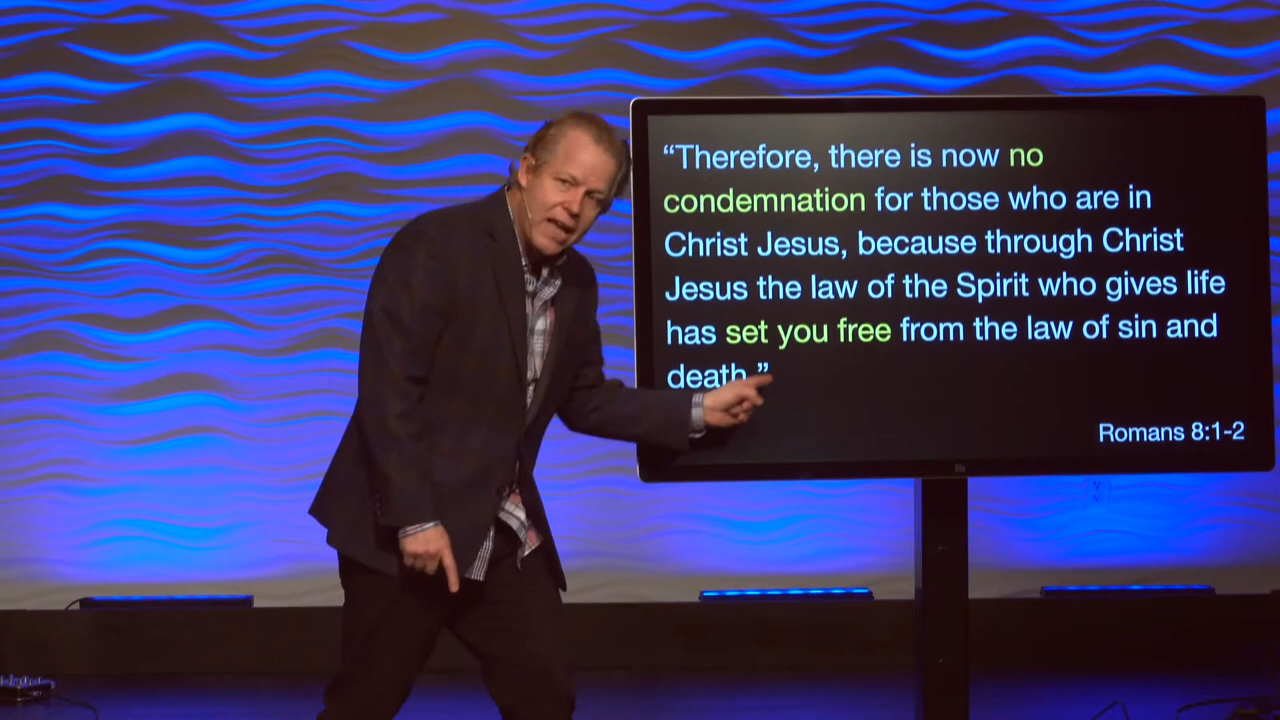 “Therefore, there is now no
condemnation for those who are in
Christ Jesus, because through Christ
Jesus the law of the Spirit who gives life
has set you free from the law of sin and
death.”
Romans 8:1-2